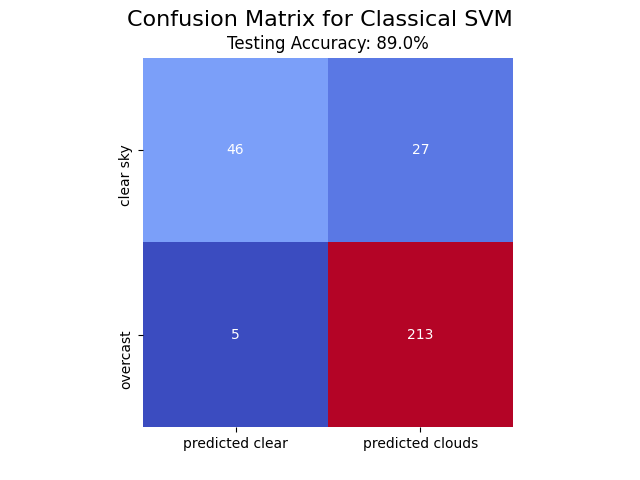 Confusion Matrix for Classical SVM
Testing Accuracy: 89.0%
clear sky
46
27
overcast
5
213
predicted clear
predicted clouds